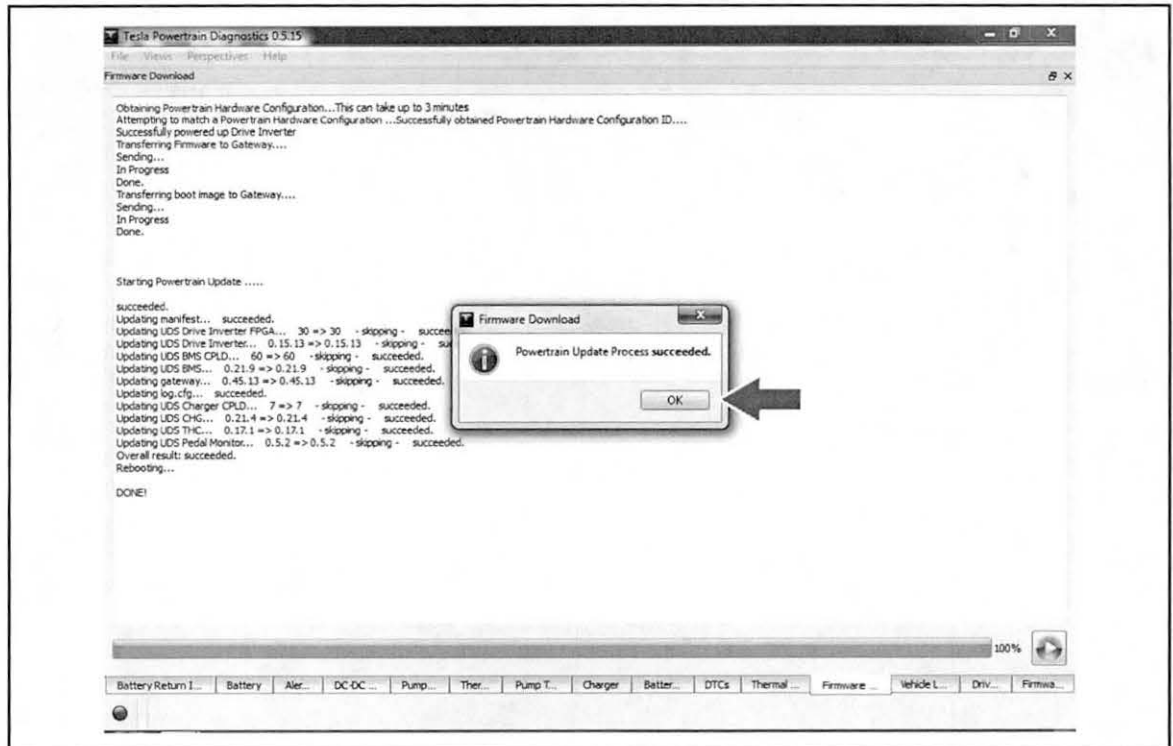 Tesla Powertrain Diagnostics 0.5.15
File Views Perspectives Help
Firmware Download
Obtaining Powertrain Hardware Configuration...This can take up to 3 minutes
Attempting to match a Powertrain Hardware Configuration ...Successfully obtained Powertrain Hardware Configuration ID....
Successfully powered up Drive Inverter
Transferring Firmware to Gateway....
Sending...
In Progress
Done.
Transferring boot image to Gateway....
Sending...
In Progress
Done.
Starting Powertrain Update .....
succeeded.
Updating manifest... succeeded.
Updating UDS Drive Inverter FPGA... 30 => 30 - skipping - succee
Updating UDS Drive Inverter... 0.15.13 => 0.15.13 - skipping - su
Updating UDS BMS CPLD... 60 => 60 - skipping - succeeded.
Updating UDS BMS... 0.21.9 => 0.21.9 - skipping - succeeded.
Updating gateway... 0.45.13 => 0.45.13 - skipping - succeeded.
Updating log.cfg... succeeded.
Updating UDS Charger CPLD... 7 => 7 - skipping - succeeded.
Updating UDS CHG... 0.21.4 => 0.21.4 - skipping - succeeded.
Updating UDS THC... 0.17.1 => 0.17.1 - skipping - succeeded.
Updating UDS Pedal Monitor... 0.5.2 => 0.5.2 - skipping - succeeded.
Overall result: succeeded.
Rebooting...
DONE!
Firmware Download
Powertrain Update Process succeeded.
OK
100%
Battery Return I... Battery Aler... DC-DC ... Pump... Ther... Pump T... Charger Batter... DTCs Thermal ... Firmware ... Vehicle L... Driv... Firmwa...